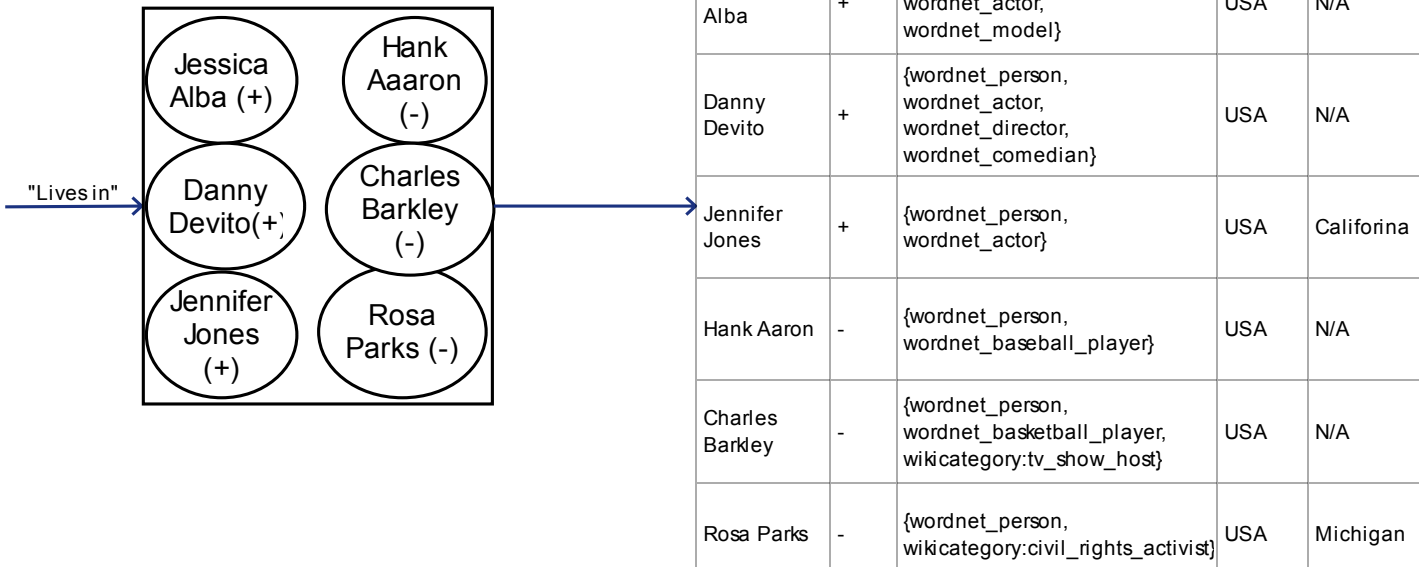 "Lives in"
Jessica
Alba (+)
Hank
Aaaron
(-)
Danny
Devito(+)
Charles
Barkley
(-)
Jennifer
Jones
(+)
Rosa
Parks (-)
Alba + wordnet_actor, USA N/A
wordnet_model}
Danny
Devito + {wordnet_person,
wordnet_actor,
wordnet_director,
wordnet_comedian} USA N/A
Jennifer
Jones + {wordnet_person,
wordnet_actor} USA Califorina
Hank Aaron - {wordnet_person,
wordnet_baseball_player} USA N/A
Charles
Barkley - {wordnet_person,
wordnet_basketball_player,
wikicategory:tv_show_host} USA N/A
Rosa Parks - {wordnet_person,
wikicategory:civil_rights_activist} USA Michigan